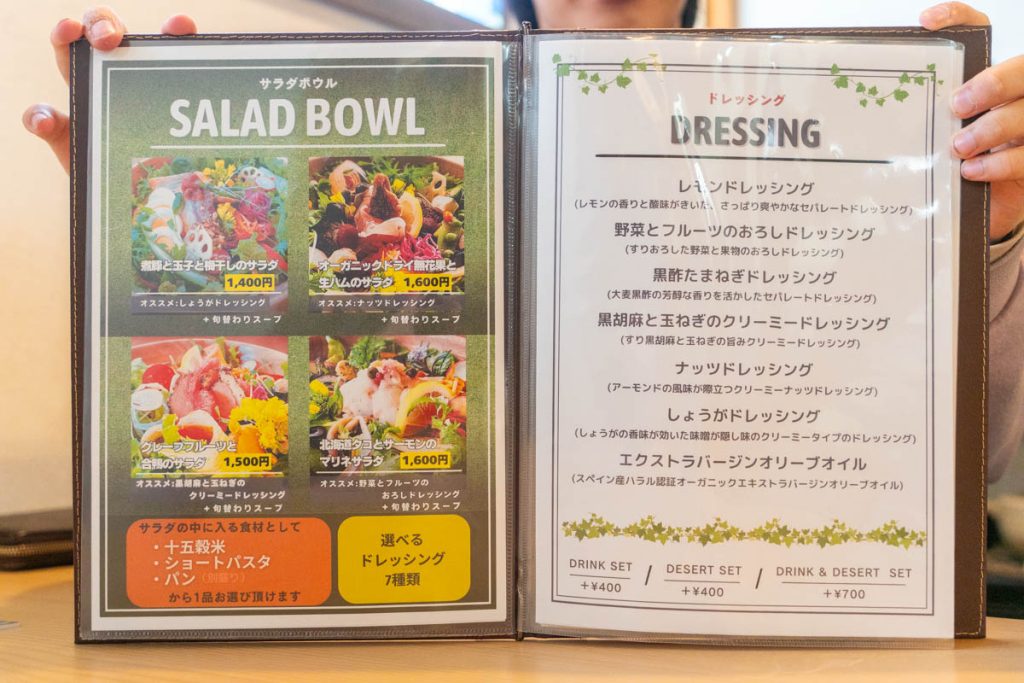 サラダボウル
SALAD BOWL
煮豚と玉子と梅干しのサラダ
1,400円
オススメ:しょうがドレッシング
+旬替わりスープ
オーガニックドライ無花果と
生ハムのサラダ 1,600円
オススメ:ナッツドレッシング
+旬替わりスープ
グレープフルーツと
合鴨のサラダ 1,500円
オススメ:黒胡麻と玉ねぎの
クリーミードレッシング
+旬替わりスープ
北海道タコとサーモンの
マリネサラダ 1,600円
オススメ:野菜とフルーツの
おろしドレッシング
+旬替わりスープ
サラダの中に入る食材として
・十五穀米
・ショートパスタ
・パン(別盛り)
から1品お選び頂けます
選べる
ドレッシング
7種類
ドレッシング
DRESSING
レモンドレッシング
(レモンの香りと酸味がきいた、さっぱり爽やかなセパレートドレッシング)
野菜とフルーツのおろしドレッシング
(すりおろした野菜と果物のおろしドレッシング)
黒酢たまねぎドレッシング
(大麦黒酢の芳醇な香りを活かしたセパレートドレッシング)
黒胡麻と玉ねぎのクリーミードレッシング
(すり黒胡麻と玉ねぎの旨みクリーミードレッシング)
ナッツドレッシング
(アーモンドの風味が際立つクリーミーナッツドレッシング)
しょうがドレッシング
(しょうがの香味が効いた味噌が隠し味のクリーミータイプのドレッシング)
エクストラバージンオリーブオイル
(スペイン産ハラル認証オーガニックエキストラバージンオリーブオイル)
DRINK SET / DESERT SET / DRINK & DESERT SET
+¥400 +¥400 +¥700